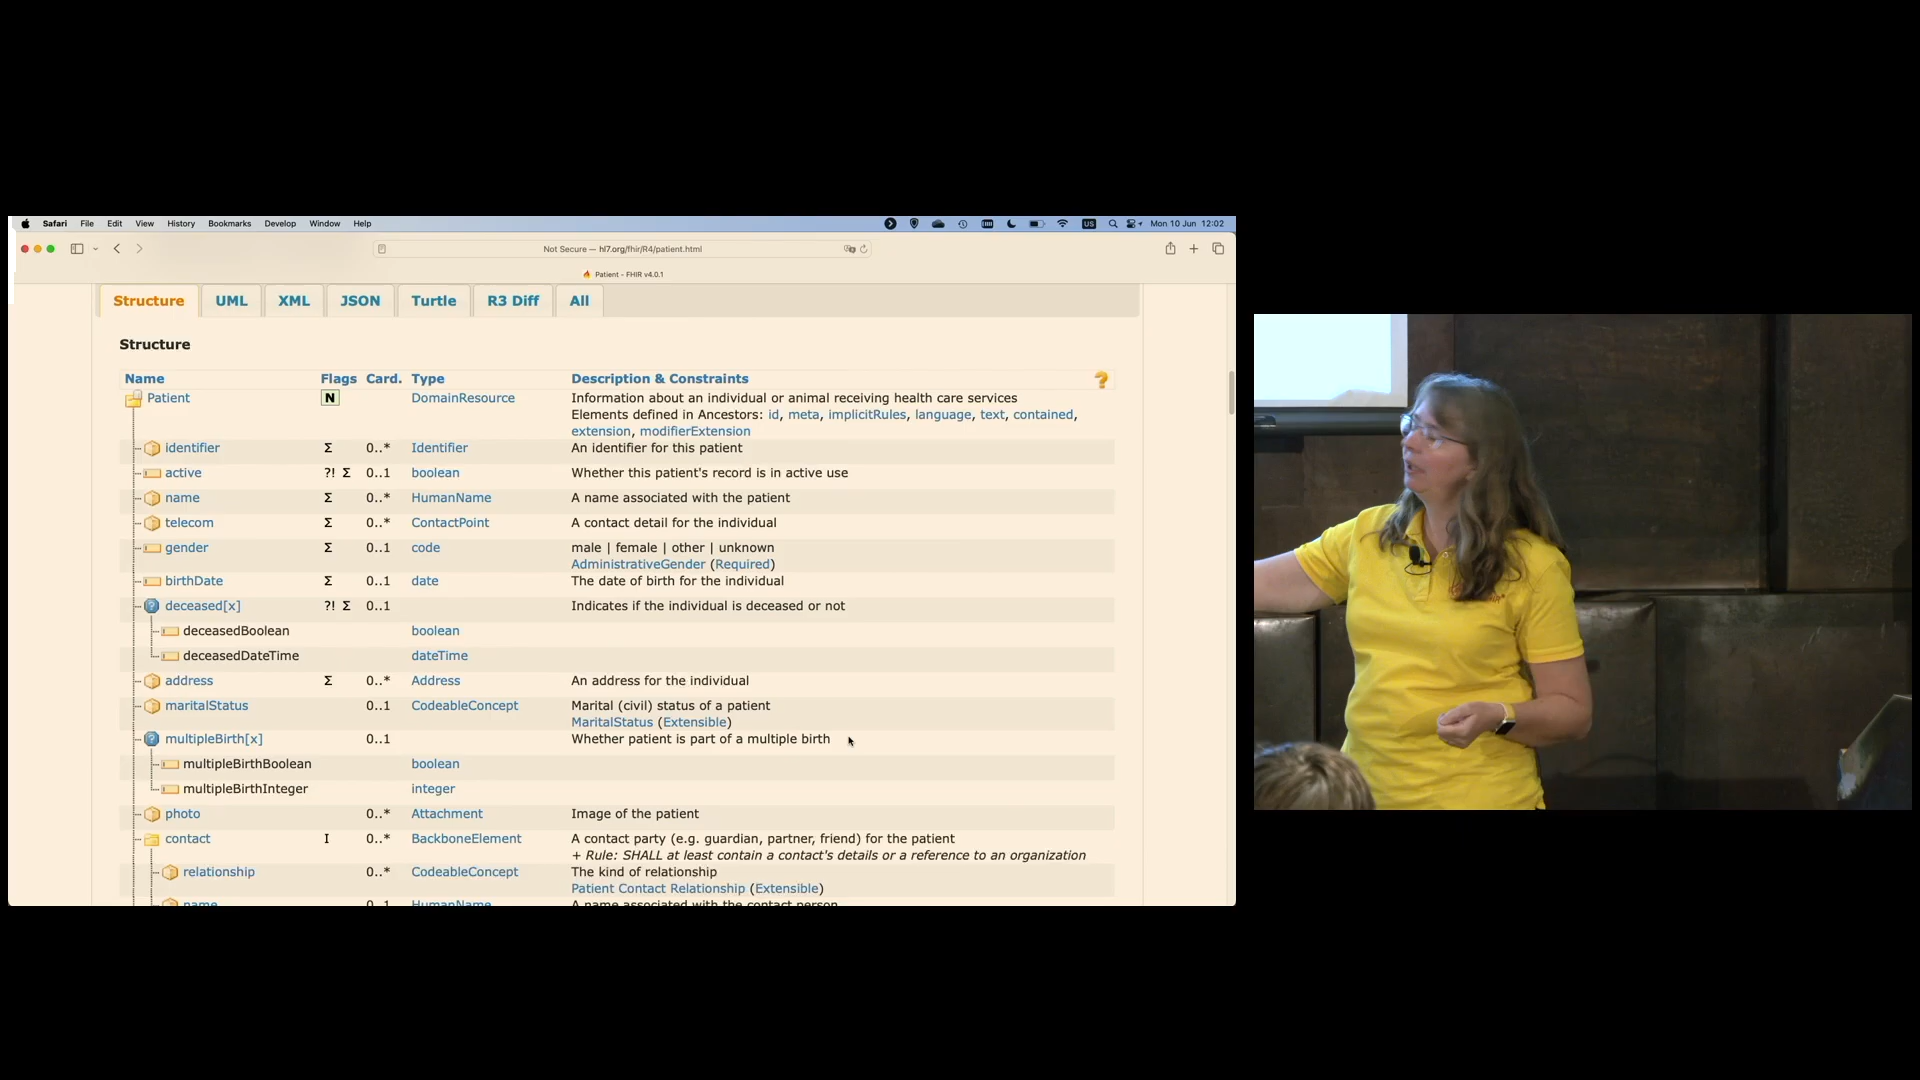 Safari File Edit View History Bookmarks Develop Window Help US Mon 10 Jun 12:02
Not Secure — hl7.org/fhir/R4/patient.html
Patient - FHIR v4.0.1
Structure UML XML JSON Turtle R3 Diff All
Structure
Name Flags Card. Type Description & Constraints
Patient N DomainResource Information about an individual or animal receiving health care services
Elements defined in Ancestors: id, meta, implicitRules, language, text, contained,
extension, modifierExtension
identifier Σ 0..* Identifier An identifier for this patient
active ?! Σ 0..1 boolean Whether this patient's record is in active use
name Σ 0..* HumanName A name associated with the patient
telecom Σ 0..* ContactPoint A contact detail for the individual
gender Σ 0..1 code male | female | other | unknown
AdministrativeGender (Required)
birthDate Σ 0..1 date The date of birth for the individual
deceased[x] ?! Σ 0..1 Indicates if the individual is deceased or not
deceasedBoolean boolean
deceasedDateTime dateTime
address Σ 0..* Address An address for the individual
maritalStatus 0..1 CodeableConcept Marital (civil) status of a patient
MaritalStatus (Extensible)
multipleBirth[x] 0..1 Whether patient is part of a multiple birth
multipleBirthBoolean boolean
multipleBirthInteger integer
photo 0..* Attachment Image of the patient
contact I 0..* BackboneElement A contact party (e.g. guardian, partner, friend) for the patient
+ Rule: SHALL at least contain a contact's details or a reference to an organization
relationship 0..* CodeableConcept The kind of relationship
Patient Contact Relationship (Extensible)
name 0..1 HumanName A name associated with the contact person